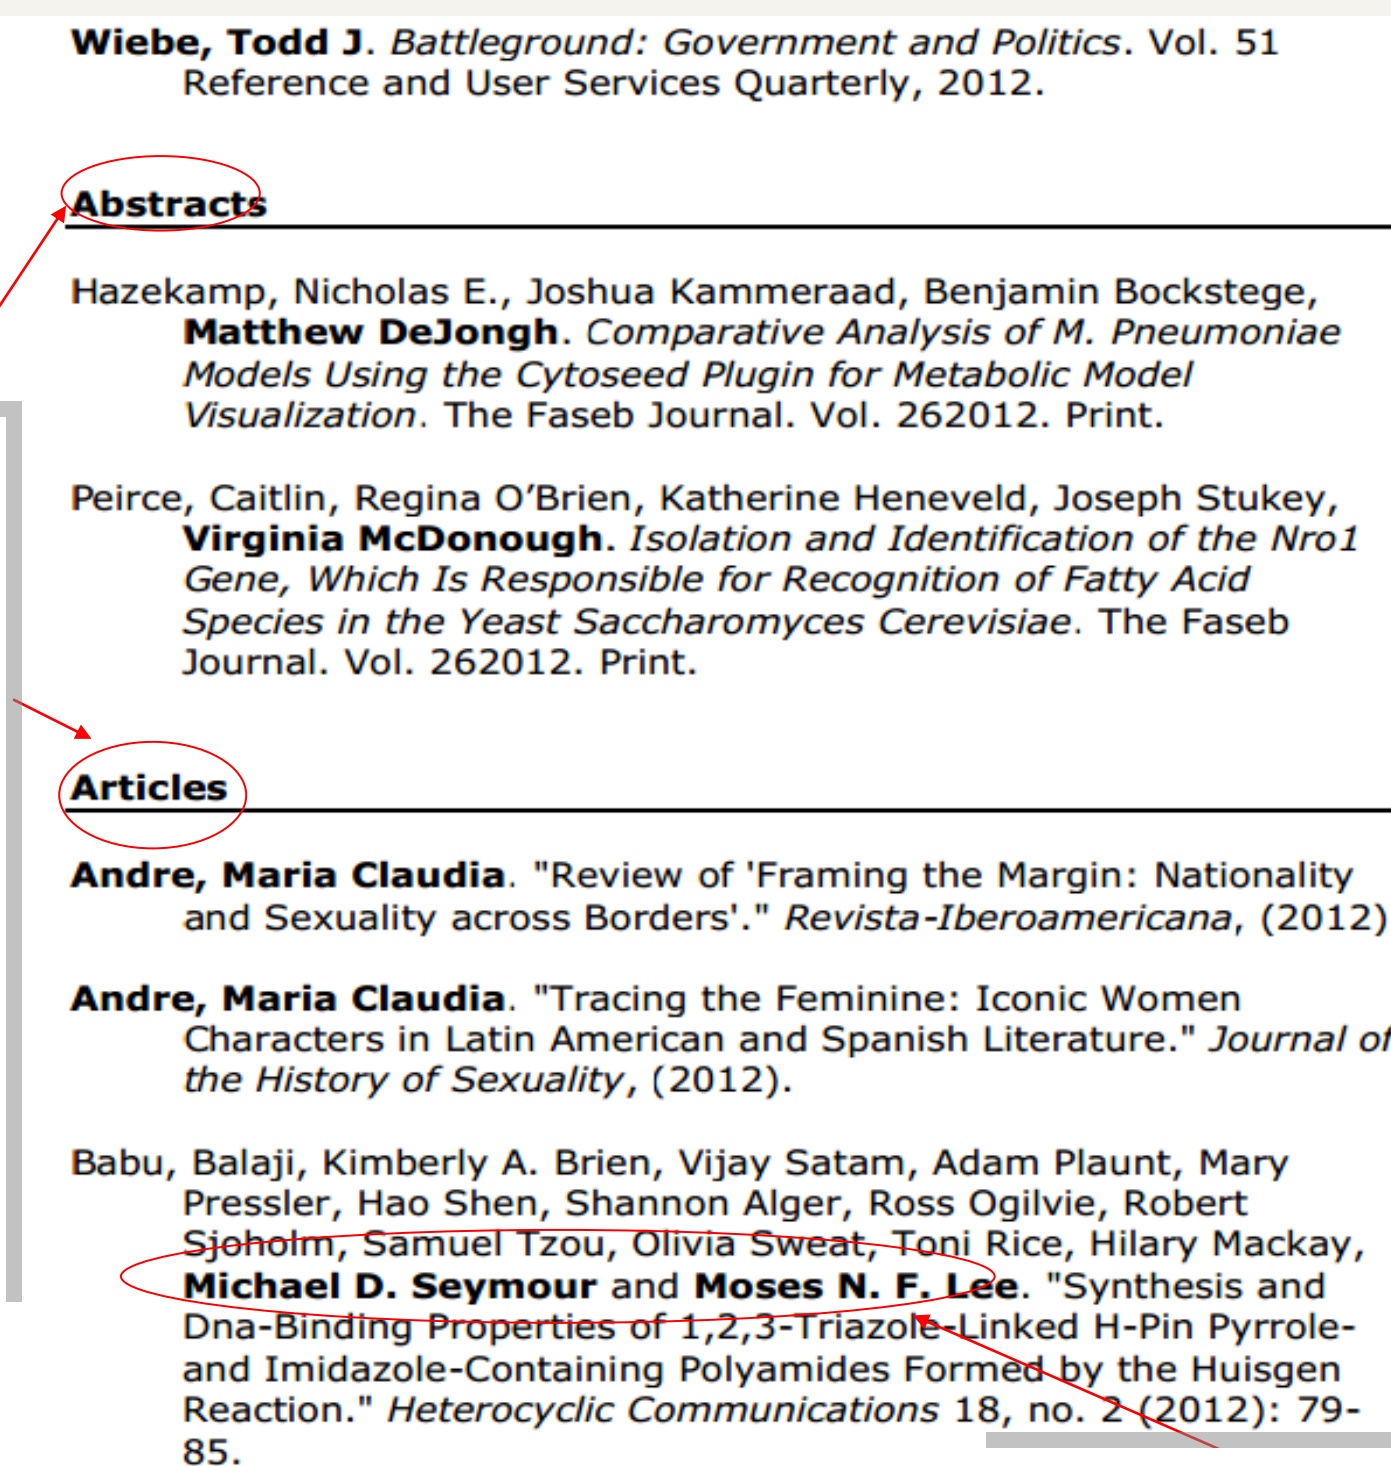 Wiebe, Todd J. Battleground: Government and Politics. Vol. 51
Reference and User Services Quarterly, 2012.
Abstracts
Hazekamp, Nicholas E., Joshua Kammeraad, Benjamin Bockstege,
Matthew DeJongh. Comparative Analysis of M. Pneumoniae
Models Using the Cytoseed Plugin for Metabolic Model
Visualization. The Faseb Journal. Vol. 262012. Print.
Peirce, Caitlin, Regina O’Brien, Katherine Heneveld, Joseph Stukey,
Virginia McDonough. Isolation and Identification of the Nro1
Gene, Which Is Responsible for Recognition of Fatty Acid
Species in the Yeast Saccharomyces Cerevisiae. The Faseb
Journal. Vol. 262012. Print.
Articles
Andre, Maria Claudia. "Review of 'Framing the Margin: Nationality
and Sexuality across Borders'." Revista-Iberoamericana, (2012)
Andre, Maria Claudia. "Tracing the Feminine: Iconic Women
Characters in Latin American and Spanish Literature." Journal of
the History of Sexuality, (2012).
Babu, Balaji, Kimberly A. Brien, Vijay Satam, Adam Plaunt, Mary
Pressler, Hao Shen, Shannon Alger, Ross Ogilvie, Robert
Sjoholm, Samuel Tzou, Olivia Sweat, Toni Rice, Hilary Mackay,
Michael D. Seymour and Moses N. F. Lee. "Synthesis and
Dna-Binding Properties of 1,2,3-Triazole-Linked H-Pin Pyrrole-
and Imidazole-Containing Polyamides Formed by the Huisgen
Reaction." Heterocyclic Communications 18, no. 2 (2012): 79-
85.